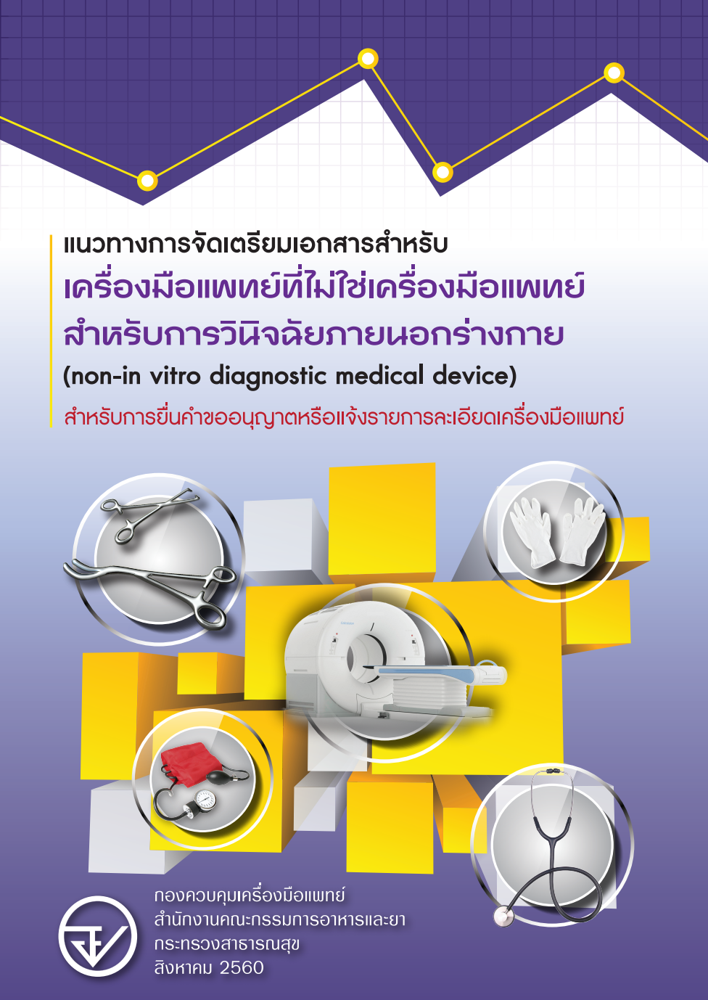 แนวทางการจัดเตรียมเอกสารสำหรับ
เครื่องมือแพทย์ที่ไม่ใช่เครื่องมือแพทย์
สำหรับการวินิจฉัยภายนอกร่างกาย
(non-in vitro diagnostic medical device)
สำหรับการยื่นคำขออนุญาตหรือแจ้งรายการละเอียดเครื่องมือแพทย์
กองควบคุมเครื่องมือแพทย์
สำนักงานคณะกรรมการอาหารและยา
กระทรวงสาธารณสุข
สิงหาคม 2560